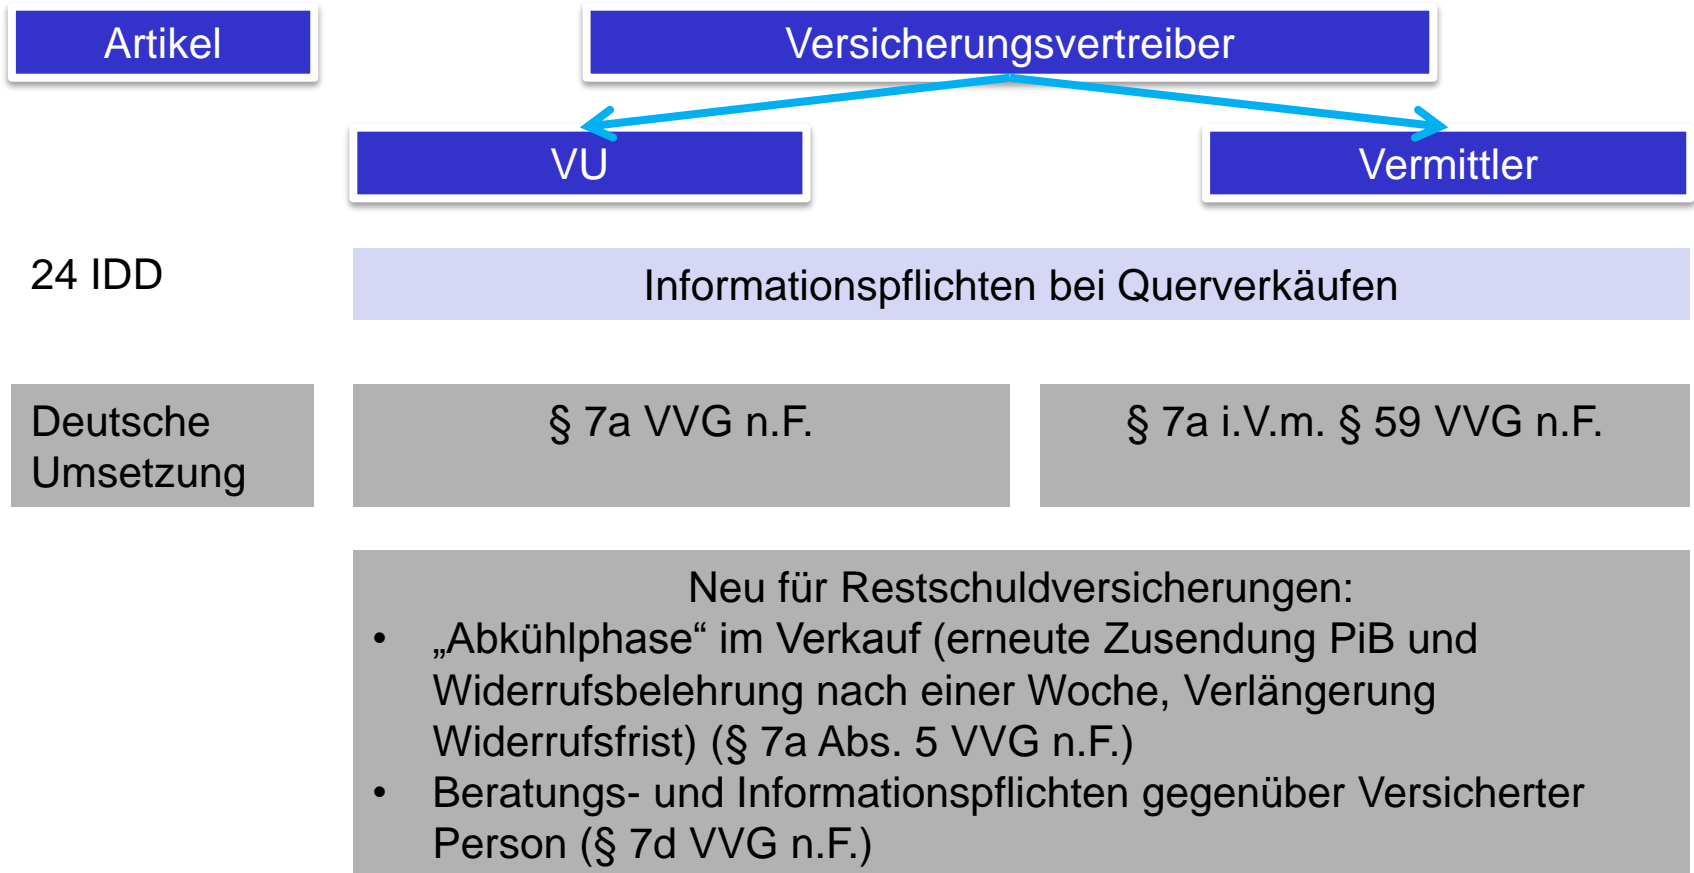 Artikel
Versicherungsvertreiber
VU
Vermittler
24 IDD
Informationspflichten bei Querverkäufen
Deutsche
Umsetzung
§ 7a VVG n.F.
§ 7a i.V.m. § 59 VVG n.F.
Neu für Restschuldversicherungen:
• „Abkühlphase“ im Verkauf (erneute Zusendung PiB und
Widerrufsbelehrung nach einer Woche, Verlängerung
Widerrufsfrist) (§ 7a Abs. 5 VVG n.F.)
• Beratungs- und Informationspflichten gegenüber Versicherter
Person (§ 7d VVG n.F.)